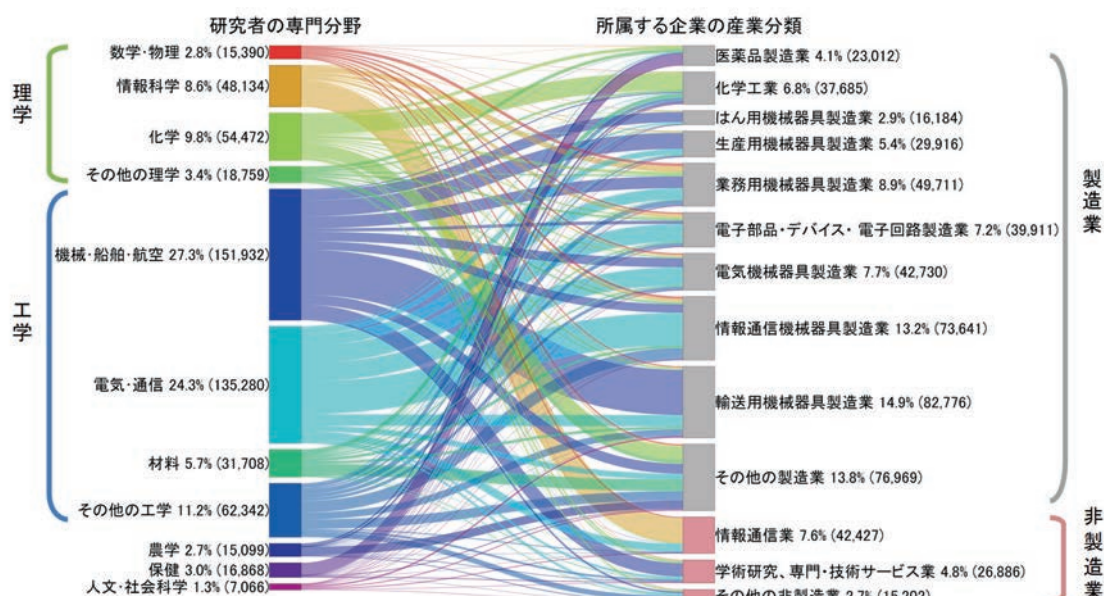 研究者の専門分野
所属する企業の産業分類
理学
数学・物理 2.8% (15,390)
情報科学 8.6% (48,134)
化学 9.8% (54,472)
その他の理学 3.4% (18,759)
工学
機械・船舶・航空 27.3% (151,932)
電気・通信 24.3% (135,280)
材料 5.7% (31,708)
その他の工学 11.2% (62,342)
農学 2.7% (15,099)
保健 3.0% (16,868)
人文・社会科学 1.3% (7,066)
医薬品製造業 4.1% (23,012)
化学工業 6.8% (37,685)
はん用機械器具製造業 2.9% (16,184)
生産用機械器具製造業 5.4% (29,916)
業務用機械器具製造業 8.9% (49,711)
電子部品・デバイス・ 電子回路製造業 7.2% (39,911)
電気機械器具製造業 7.7% (42,730)
情報通信機械器具製造業 13.2% (73,641)
輸送用機械器具製造業 14.9% (82,776)
その他の製造業 13.8% (76,969)
製造業
情報通信業 7.6% (42,427)
学術研究、専門・技術サービス業 4.8% (26,886)
その他の非製造業 2.7% (15,202)
非製造業